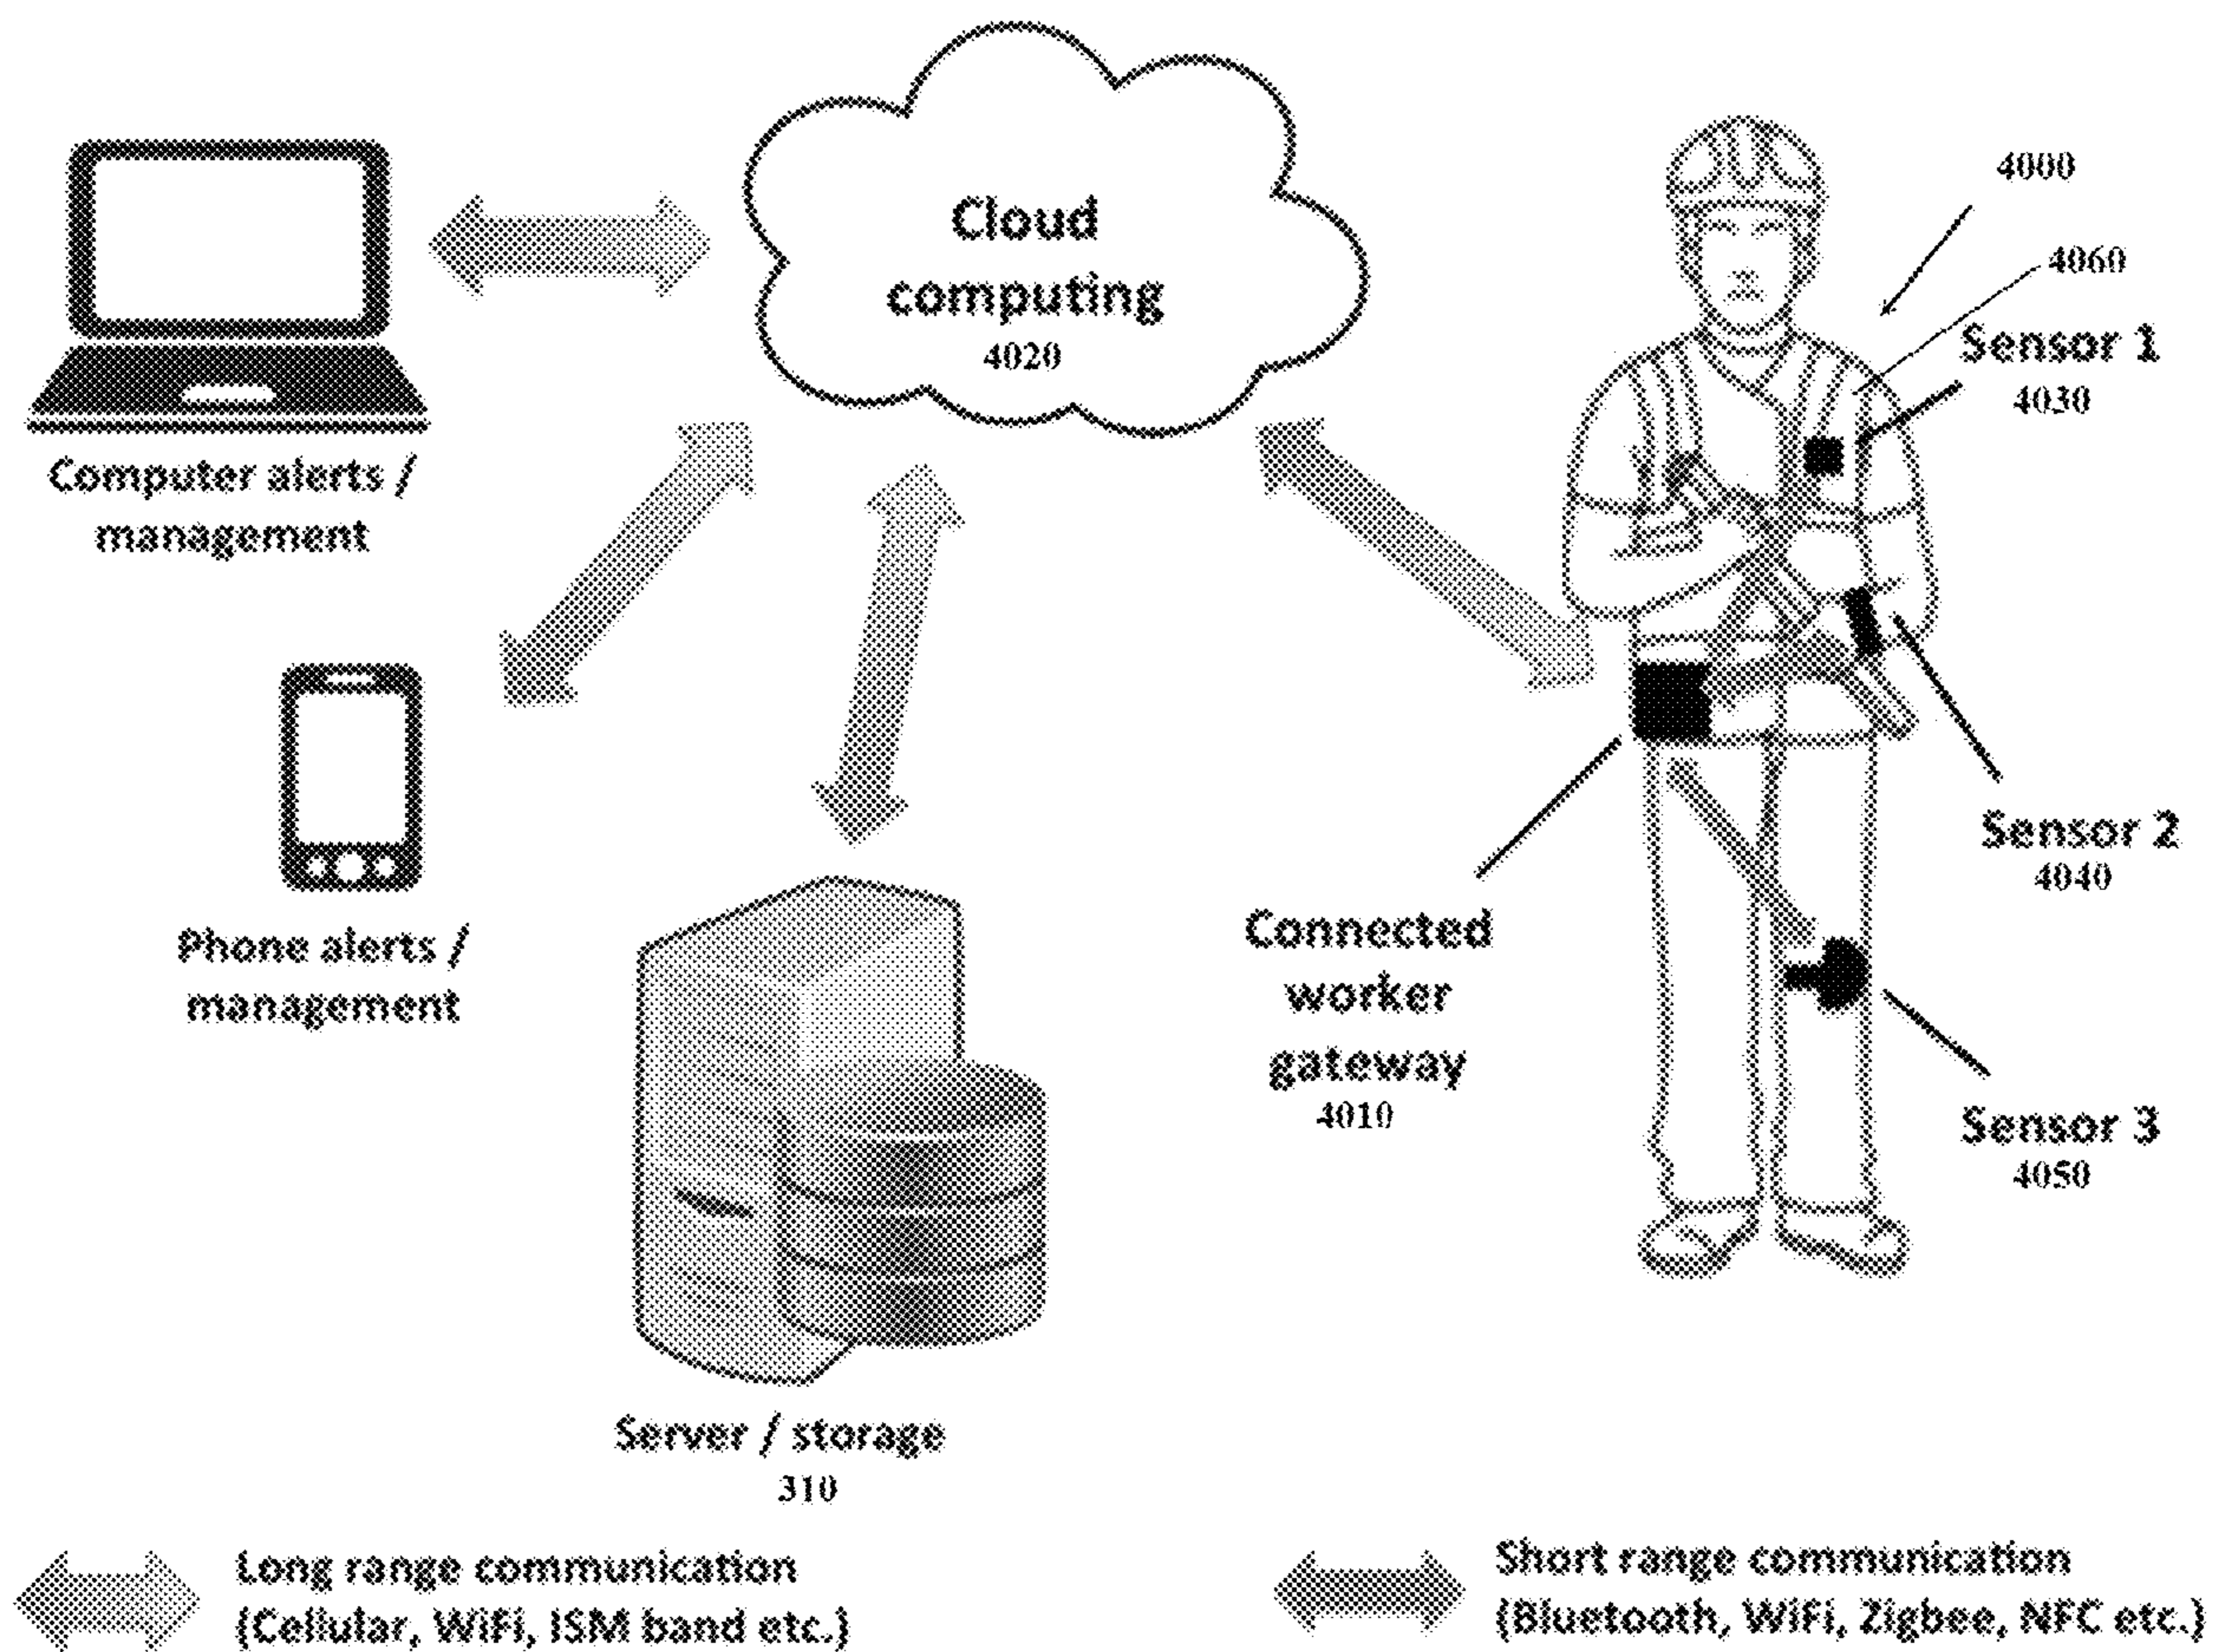 Cloud
computing
4020
Computer alerts /
management
Phone alerts /
management
Server / storage
310
4000
4060
Sensor 1
4030
Sensor 2
4040
Connected
worker
gateway
4010
Sensor 3
4050
Long range communication
(Cellular, WiFi, ISM band etc.)
Short range communication
(Bluetooth, WiFi, Zigbee, NFC etc.)